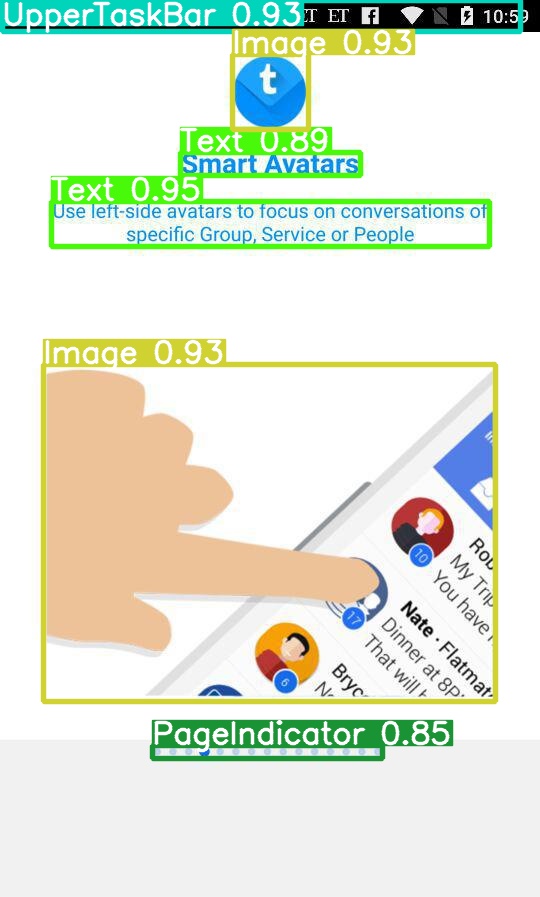 UpperTaskBar 0.93
ET 10:59
Image 0.93
t
Text 0.89
Smart Avatars
Text 0.95
Use left-side avatars to focus on conversations of
specific Group, Service or People
Image 0.93
10
My Trip
You have
17
Nate · Flatmat
Dinner at 8P
That will
6
Bryc
PageIndicator 0.85